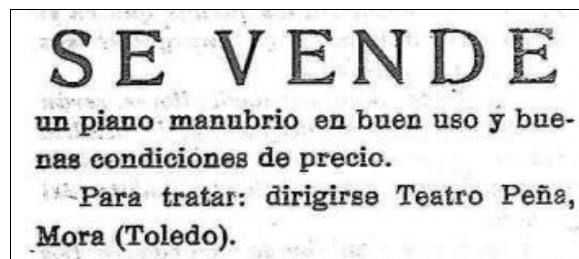 SE VENDE
un piano manubrio en buen uso y bue-
nas condiciones de precio.
Para tratar: dirigirse Teatro Peña,
Mora (Toledo).